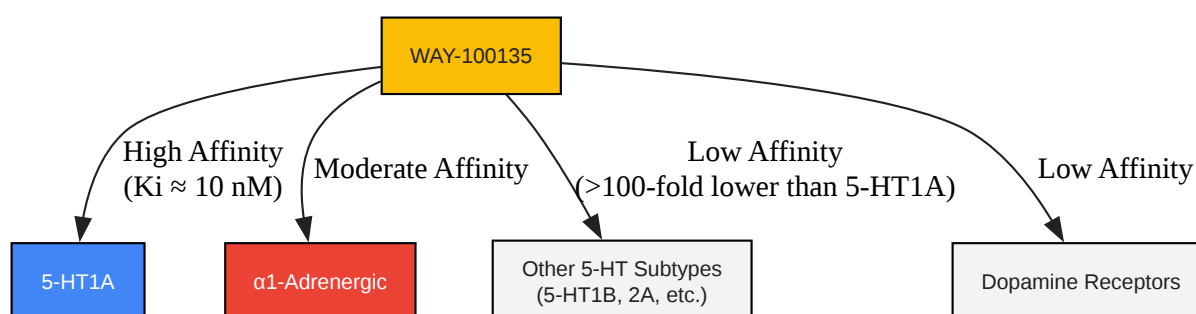 WAY-100135
High Affinity
(Ki ≈ 10 nM)
Moderate Affinity
Low Affinity
(>100-fold lower than 5-HT1A)
Low Affinity
5-HT1A
α1-Adrenergic
Other 5-HT Subtypes
(5-HT1B, 2A, etc.)
Dopamine Receptors